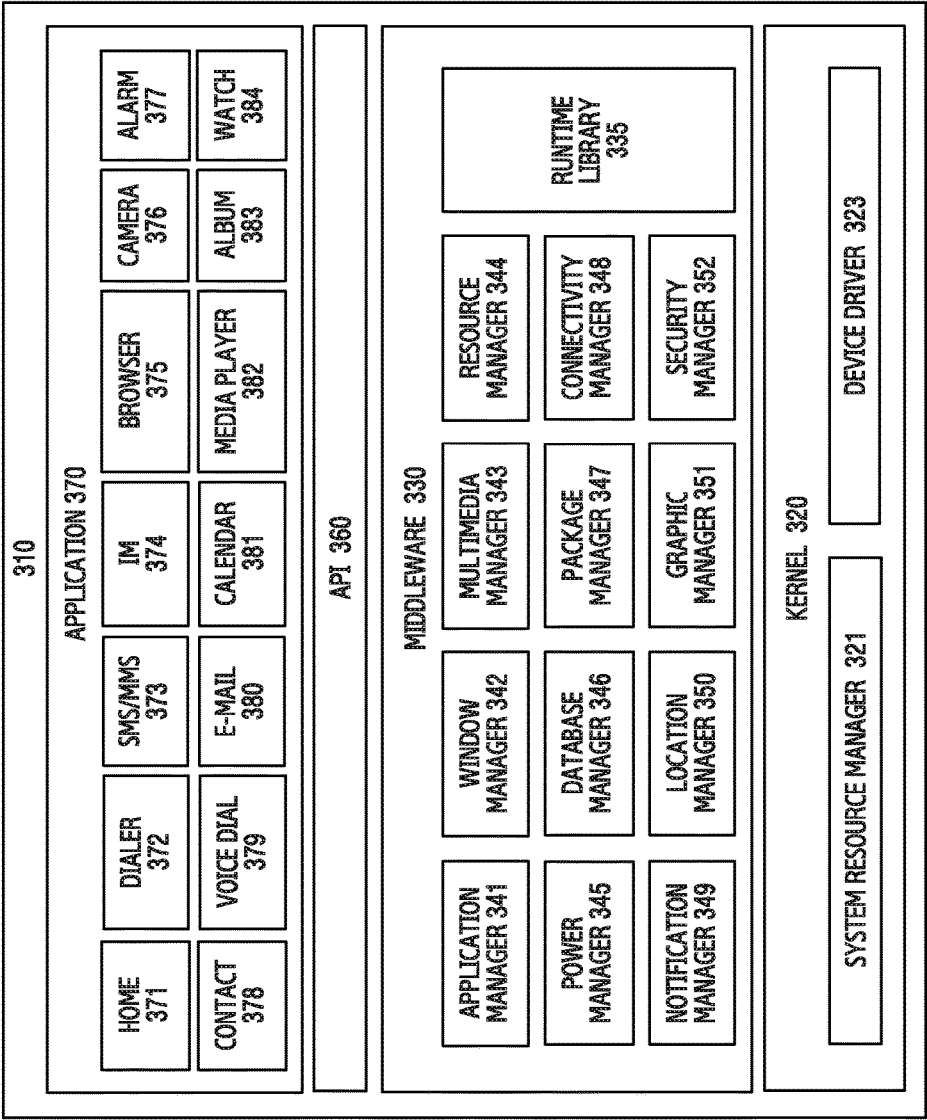 310
APPLICATION 370
HOME
371
DIALER
372
SMS/MMS
373
IM
374
BROWSER
375
CAMERA
376
ALARM
377
CONTACT
378
VOICE DIAL
379
E-MAIL
380
CALENDAR
381
MEDIA PLAYER
382
ALBUM
383
WATCH
384
API 360
MIDDLEWARE 330
APPLICATION
MANAGER 341
WINDOW
MANAGER 342
MULTIMEDIA
MANAGER 343
RESOURCE
MANAGER 344
POWER
MANAGER 345
DATABASE
MANAGER 346
PACKAGE
MANAGER 347
CONNECTIVITY
MANAGER 348
NOTIFICATION
MANAGER 349
LOCATION
MANAGER 350
GRAPHIC
MANAGER 351
SECURITY
MANAGER 352
RUNTIME
LIBRARY
335
KERNEL 320
SYSTEM RESOURCE MANAGER 321
DEVICE DRIVER 323